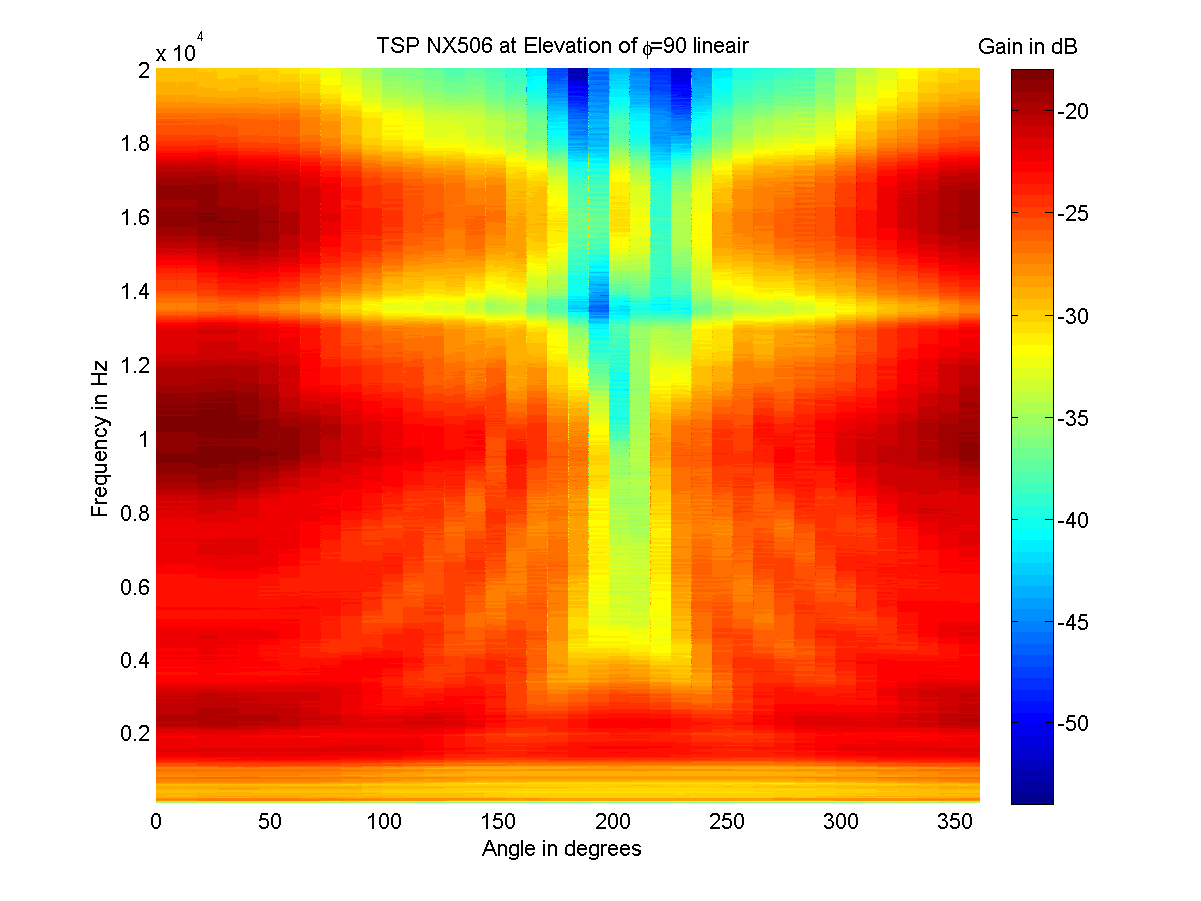 TSP NX506 at Elevation of ϕ=90 lineair
Gain in dB
x 10^4
2
1.8
1.6
1.4
1.2
1
0.8
0.6
0.4
0.2
Frequency in Hz
0 50 100 150 200 250 300 350
Angle in degrees
-20
-25
-30
-35
-40
-45
-50